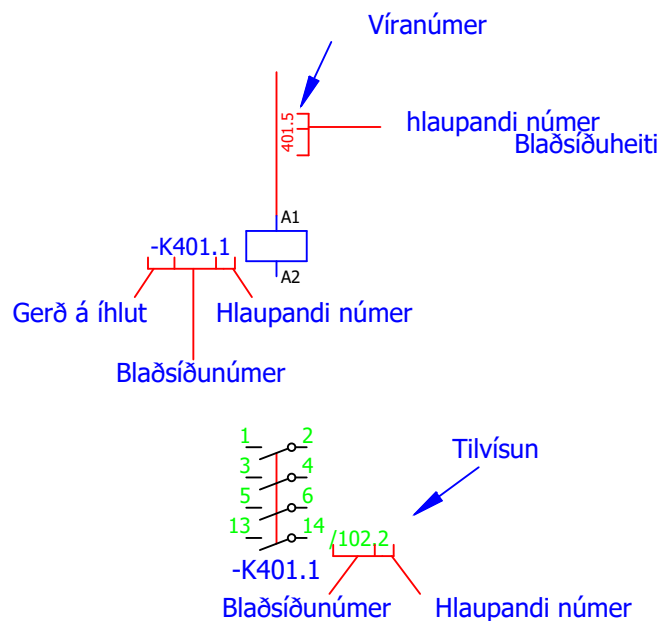 Víranúmer
401.5
hlaupandi númer
Blaðsíðuheiti
A1
-K401.1
A2
Gerð á íhlut
Hlaupandi númer
Blaðsíðunúmer
1 2
3 4
5 6
13 14
Tilvísun
/102.2
-K401.1
Blaðsíðunúmer
Hlaupandi númer